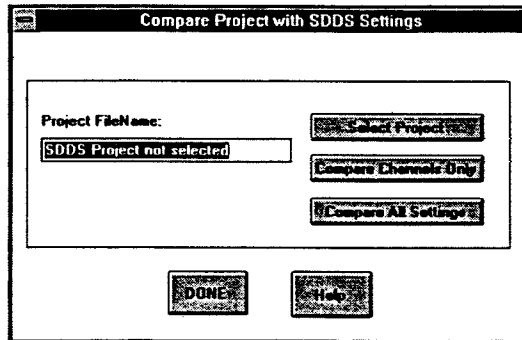 Compare Project with SDDS Settings
Project FileName:
SDDS Project not selected
Select Project
Compare Channels Only
Compare All Settings
DONE
Help